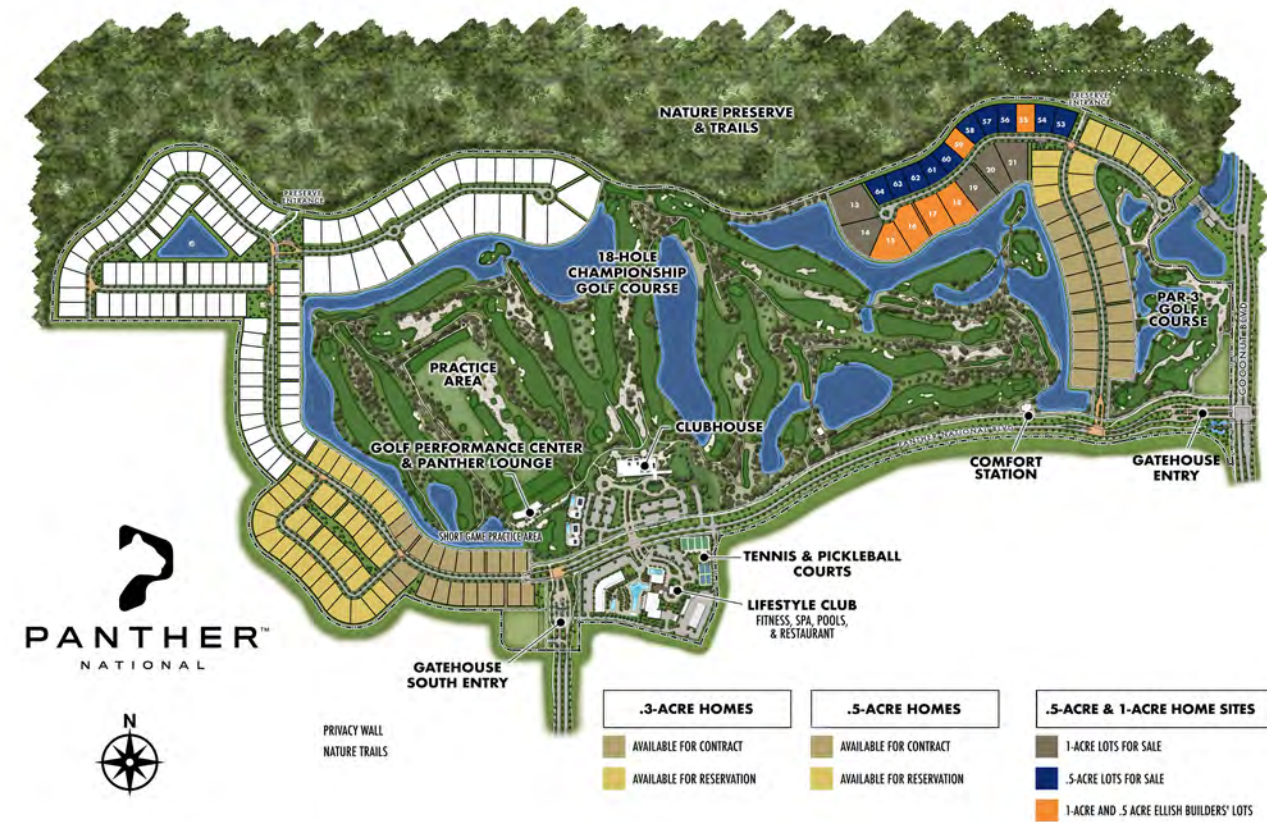 NATURE PRESERVE
& TRAILS
PRESERVE
ENTRANCE
PRESERVE
ENTRANCE
13
14
15
16
17
18
19
20
21
64
63
62
61
60
59
58
57
56
55
54
53
18-HOLE
CHAMPIONSHIP
GOLF COURSE
PAR-3
GOLF
COURSE
COCONUT BLVD
PRACTICE
AREA
GOLF PERFORMANCE CENTER
& PANTHER LOUNGE
CLUBHOUSE
PANTHER NATIONAL BLVD
COMFORT
STATION
GATEHOUSE
ENTRY
SHORT GAME PRACTICE AREA
TENNIS & PICKLEBALL
COURTS
LIFESTYLE CLUB
FITNESS, SPA, POOLS,
& RESTAURANT
GATEHOUSE
SOUTH ENTRY
PANTHER™
NATIONAL
N
PRIVACY WALL
NATURE TRAILS
.3-ACRE HOMES
AVAILABLE FOR CONTRACT
AVAILABLE FOR RESERVATION
.5-ACRE HOMES
AVAILABLE FOR CONTRACT
AVAILABLE FOR RESERVATION
.5-ACRE & 1-ACRE HOME SITES
1-ACRE LOTS FOR SALE
.5-ACRE LOTS FOR SALE
1-ACRE AND .5 ACRE ELLISH BUILDERS' LOTS